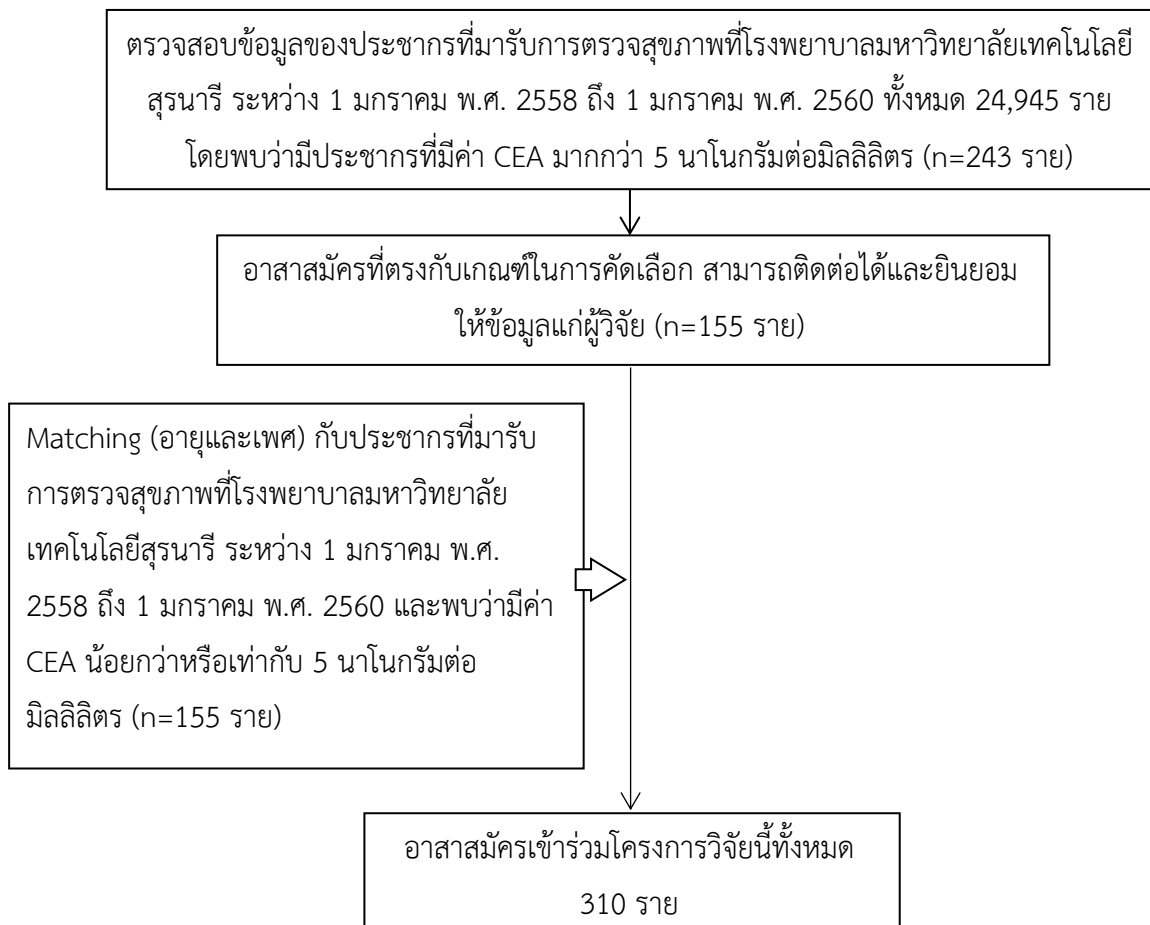 ตรวจสอบข้อมูลของประชากรที่มารับการตรวจสุขภาพที่โรงพยาบาลมหาวิทยาลัยเทคโนโลยี
สุรนารี ระหว่าง 1 มกราคม พ.ศ. 2558 ถึง 1 มกราคม พ.ศ. 2560 ทั้งหมด 24,945 ราย
โดยพบว่ามีประชากรที่มีค่า CEA มากกว่า 5 นาโนกรัมต่อมิลลิลิตร (n=243 ราย)
อาสาสมัครที่ตรงกับเกณฑ์ในการคัดเลือก สามารถติดต่อได้และยินยอม
ให้ข้อมูลแก่ผู้วิจัย (n=155 ราย)
Matching (อายุและเพศ) กับประชากรที่มารับ
การตรวจสุขภาพที่โรงพยาบาลมหาวิทยาลัย
เทคโนโลยีสุรนารี ระหว่าง 1 มกราคม พ.ศ.
2558 ถึง 1 มกราคม พ.ศ. 2560 และพบว่ามีค่า
CEA น้อยกว่าหรือเท่ากับ 5 นาโนกรัมต่อ
มิลลิลิตร (n=155 ราย)
อาสาสมัครเข้าร่วมโครงการวิจัยนี้ทั้งหมด
310 ราย